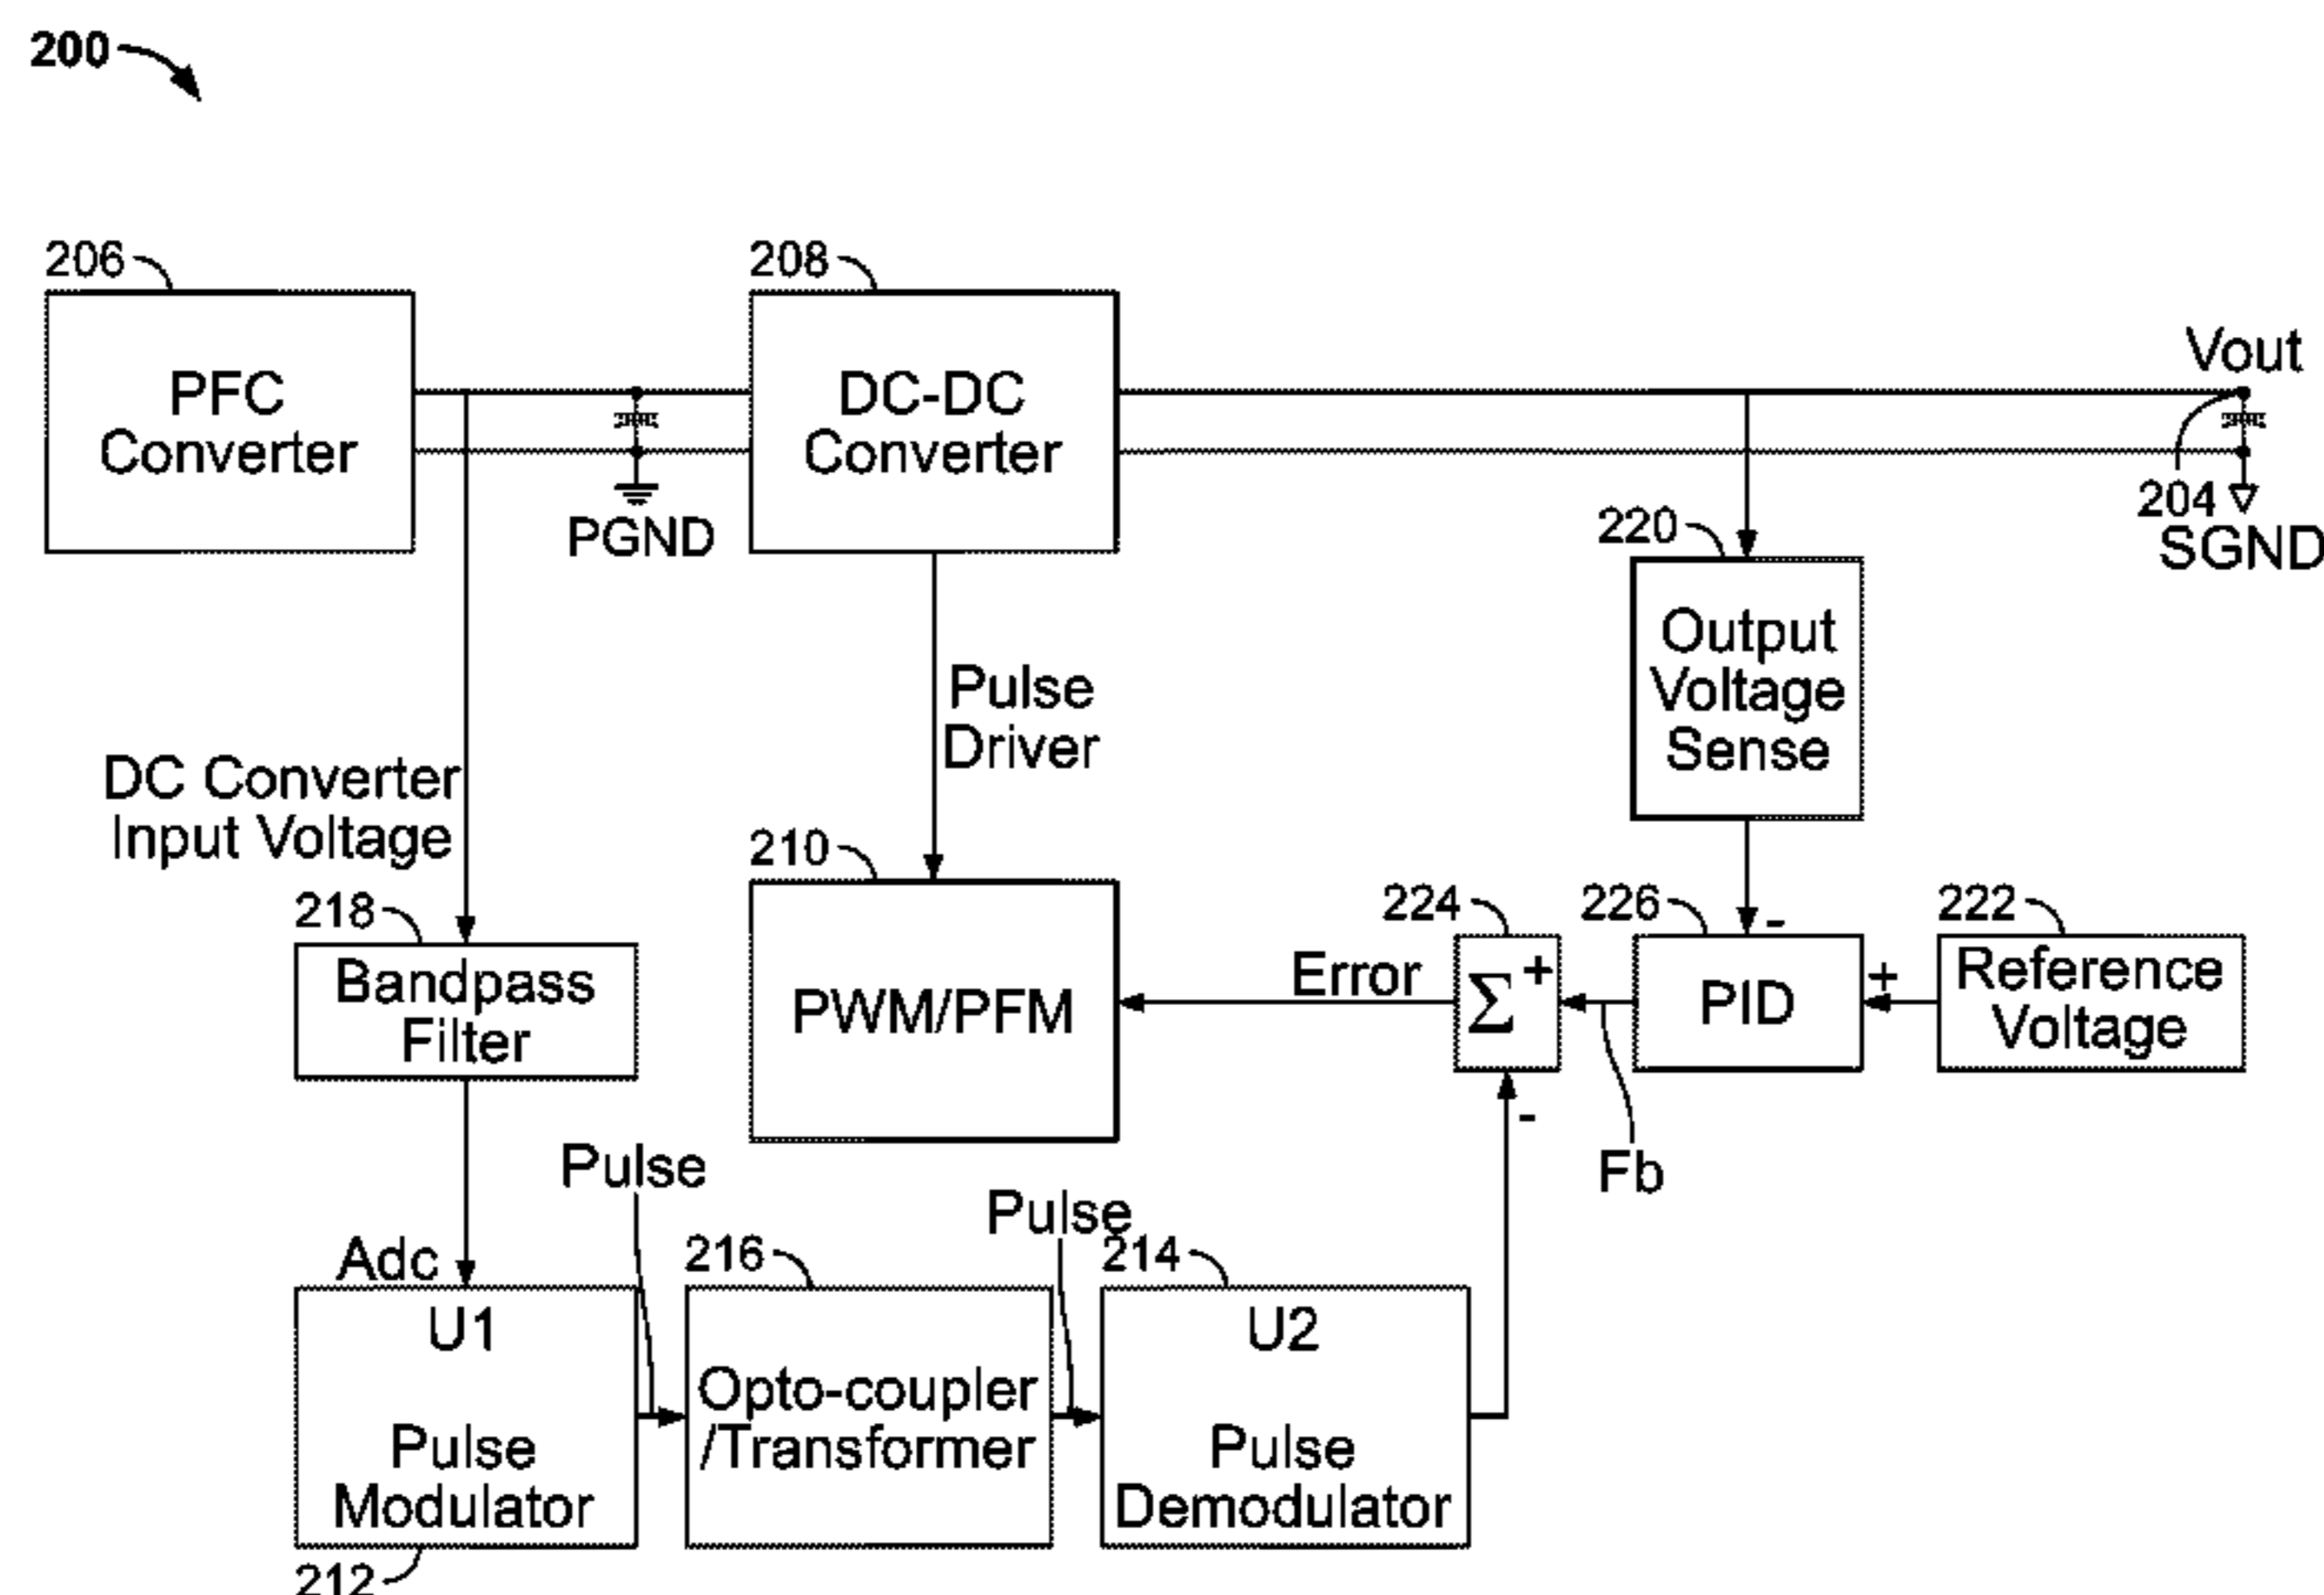 200
206
208
PFC
Converter
DC-DC
Converter
Vout
204
PGND
SGND
220
Output
Voltage
Sense
Pulse
Driver
DC Converter
Input Voltage
210
218
224
226
222
Bandpass
Filter
PWM/PFM
Error
Σ
+
-
PID
-
+
Reference
Voltage
Fb
Pulse
Pulse
Adc
216
214
U1
Pulse
Modulator
Opto-coupler
/Transformer
U2
Pulse
Demodulator
212